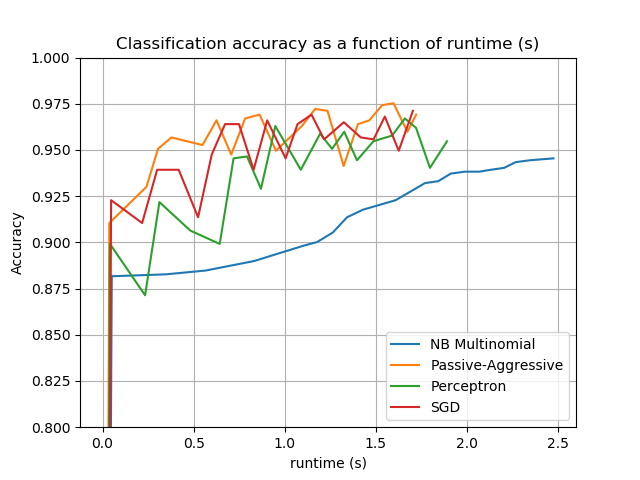 Classification accuracy as a function of runtime (s)
1.000
0.975
0.950
0.925
0.900
0.875
0.850
0.825
0.800
Accuracy
NB Multinomial
Passive-Aggressive
Perceptron
SGD
0.0 0.5 1.0 1.5 2.0 2.5
runtime (s)